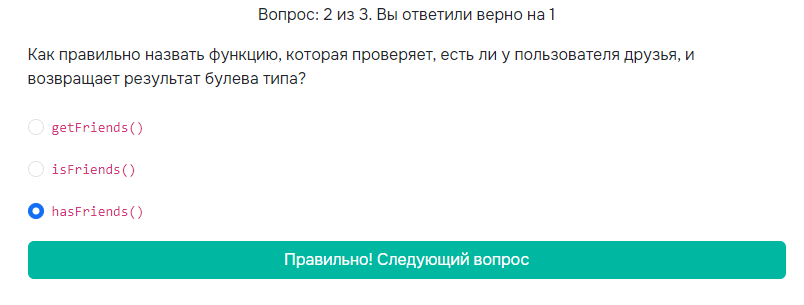 Вопрос: 2 из 3. Вы ответили верно на 1
Как правильно назвать функцию, которая проверяет, есть ли у пользователя друзья, и
возвращает результат булева типа?
getFriends()
isFriends()
hasFriends()
Правильно! Следующий вопрос